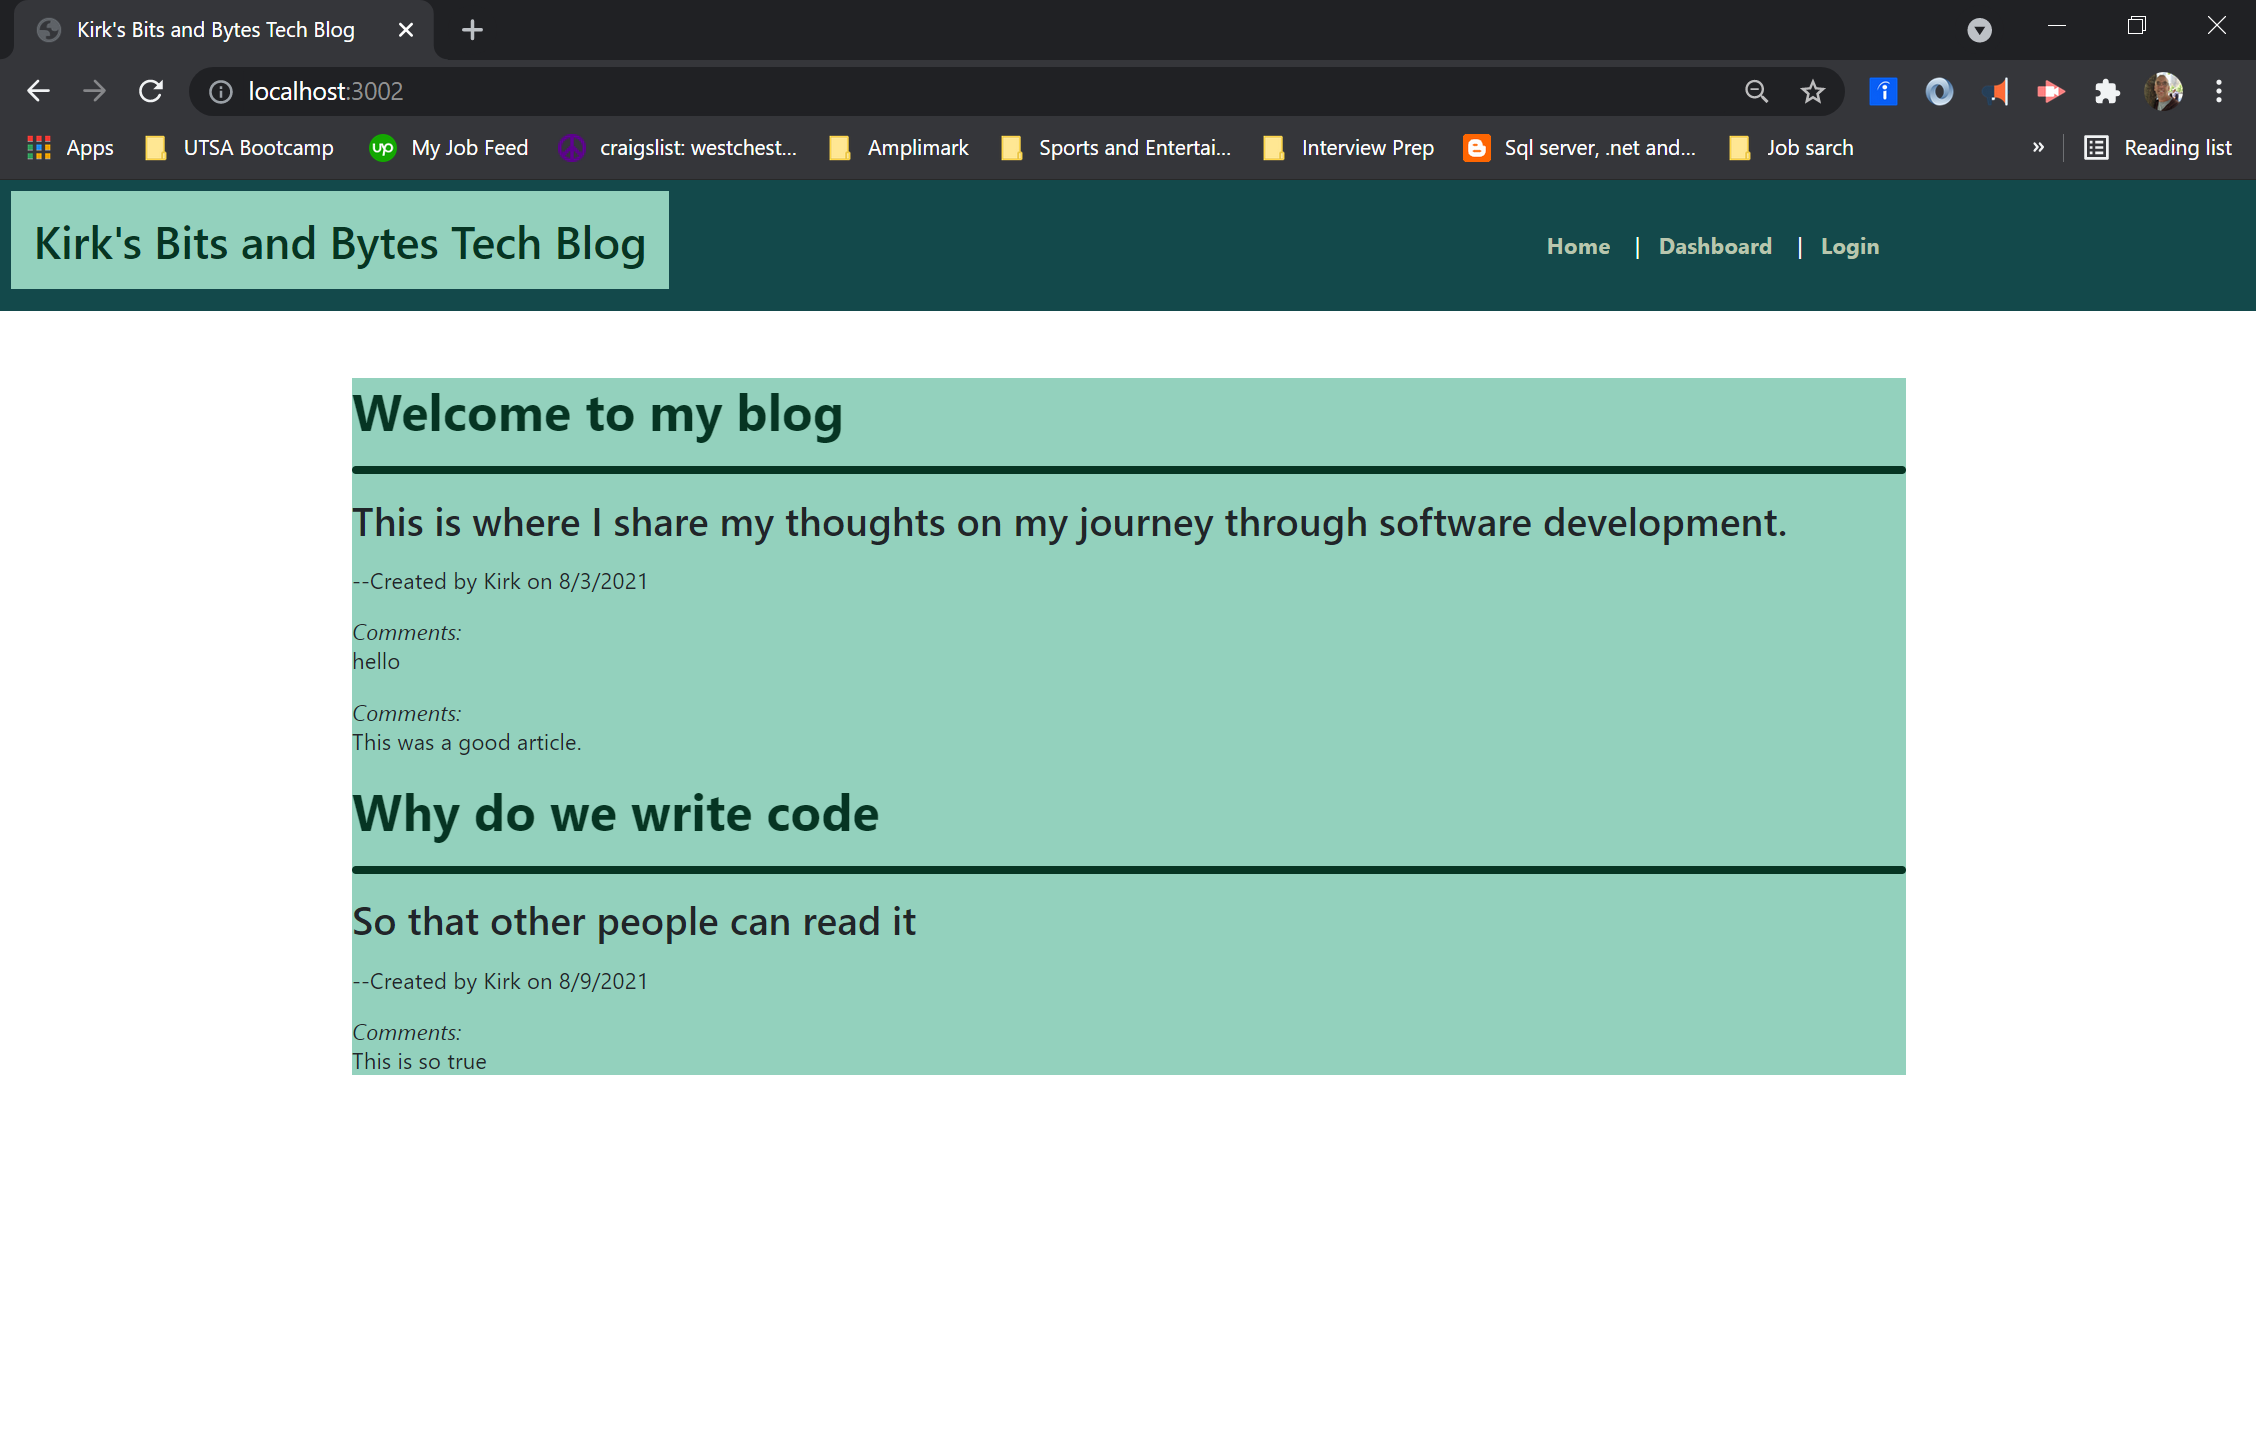 Kirk's Bits and Bytes Tech Blog
localhost:3002
Apps UTSA Bootcamp up My Job Feed craigslist: westchest... Amplimark Sports and Entertai... Interview Prep Sql server, .net and... Job sarch » Reading list
Kirk's Bits and Bytes Tech Blog
Home | Dashboard | Login
Welcome to my blog
This is where I share my thoughts on my journey through software development.
--Created by Kirk on 8/3/2021
Comments:
hello
Comments:
This was a good article.
Why do we write code
So that other people can read it
--Created by Kirk on 8/9/2021
Comments:
This is so true